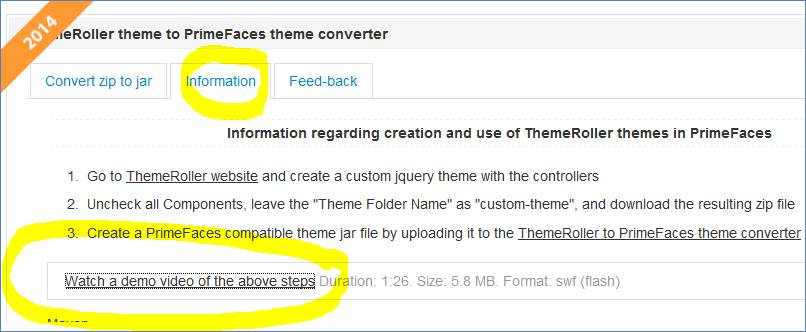 2014
meRoller theme to PrimeFaces theme converter
Convert zip to jar
Information
Feed-back
Information regarding creation and use of ThemeRoller themes in PrimeFaces
1. Go to ThemeRoller website and create a custom jquery theme with the controllers
2. Uncheck all Components, leave the "Theme Folder Name" as "custom-theme", and download the resulting zip file
3. Create a PrimeFaces compatible theme jar file by uploading it to the ThemeRoller to PrimeFaces theme converter
Watch a demo video of the above steps Duration: 1:26. Size: 5.8 MB. Format: swf (flash)